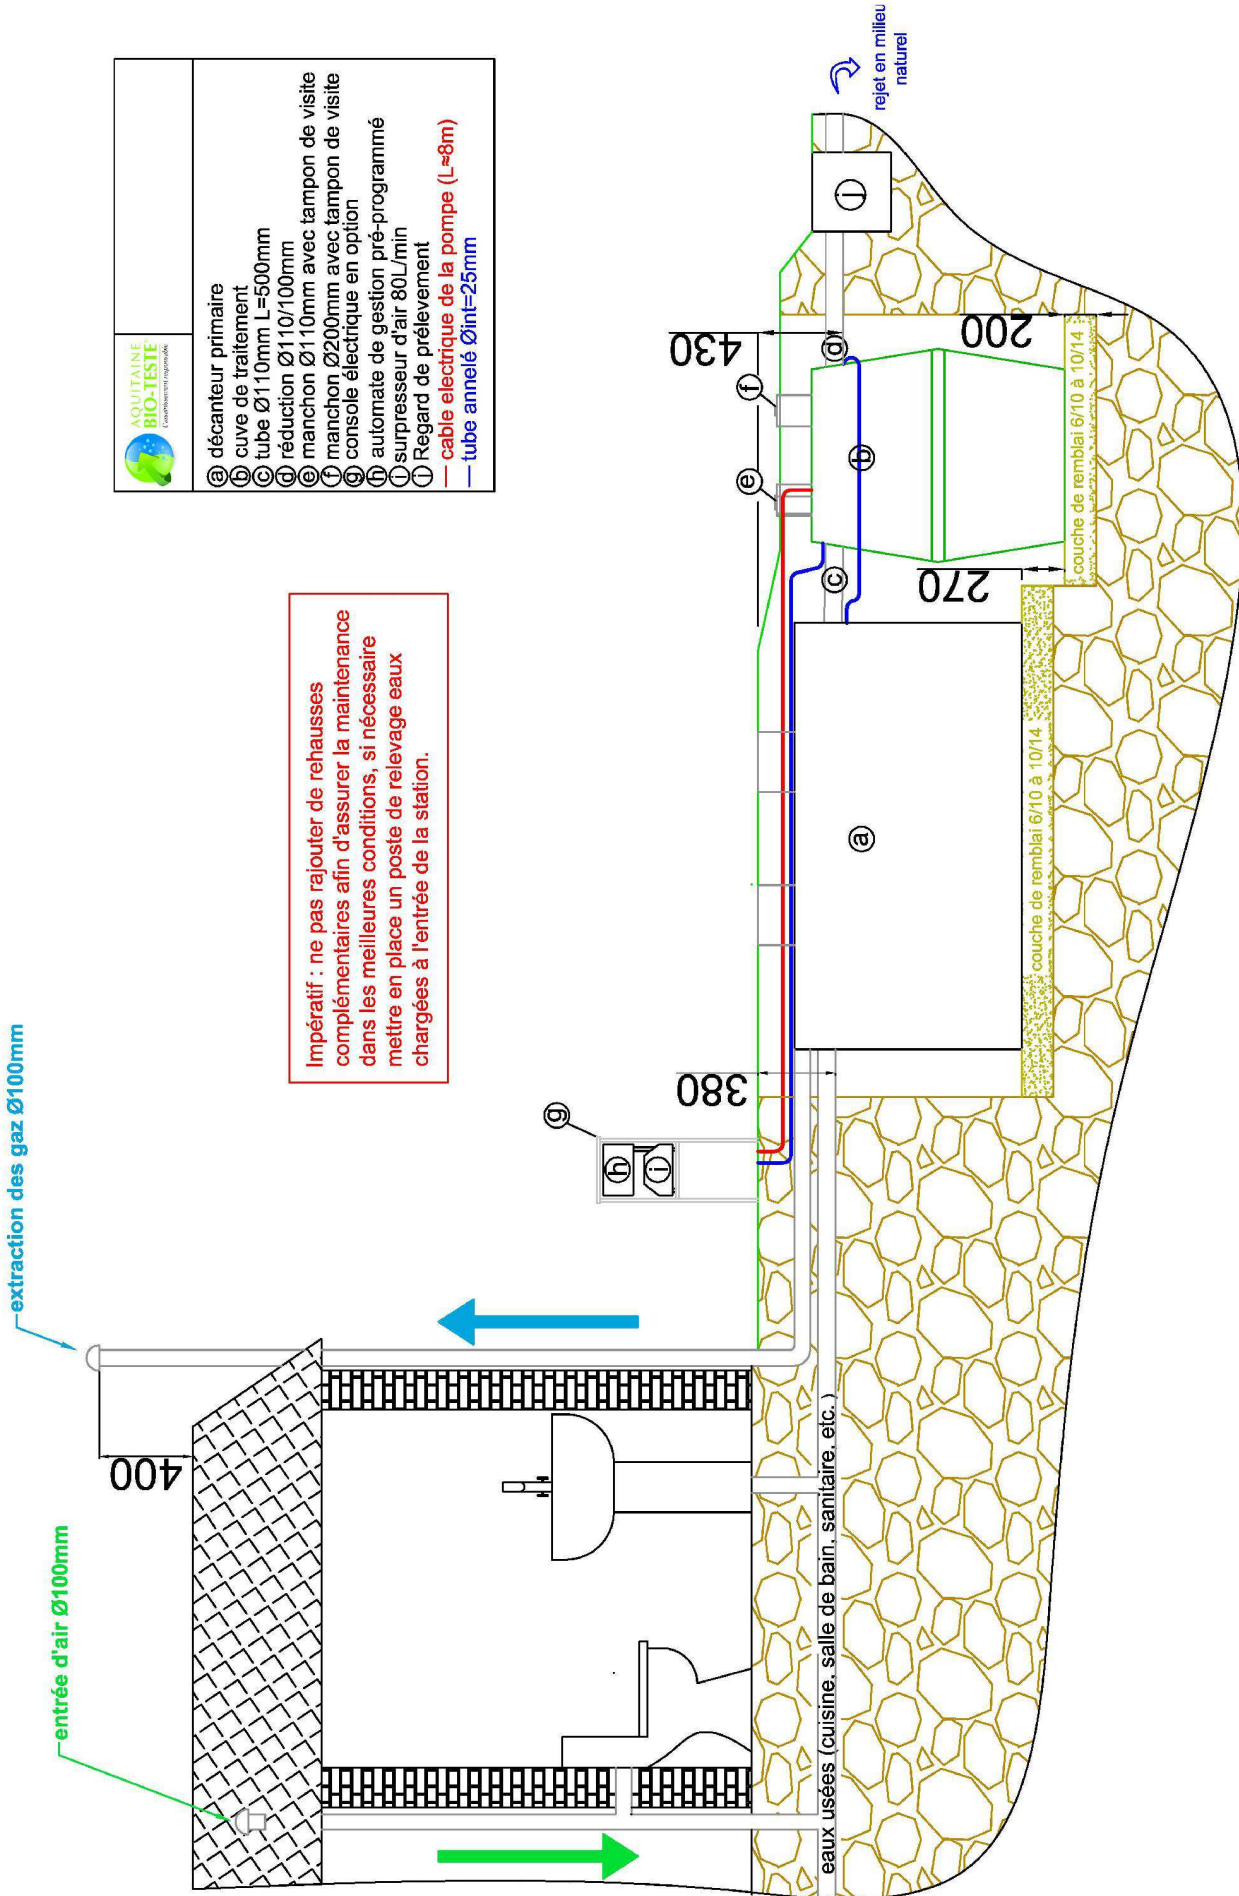 extraction des gaz Ø100mm
entrée d'air Ø100mm
400
AQUITAINE
BIO-TESTE
ⓐ décanteur primaire
ⓑ cuve de traitement
ⓒ tube Ø110mm L=500mm
ⓓ réduction Ø110/100mm
ⓔ manchon Ø110mm avec tampon de visite
ⓕ manchon Ø200mm avec tampon de visite
ⓖ console électrique en option
ⓗ automate de gestion pré-programmé
ⓘ surpresseur d'air 80L/min
ⓙ Regard de prélevement
cable electrique de la pompe (L≈8m)
tube annelé Øint=25mm
Impératif : ne pas rajouter de rehausses
complémentaires afin d'assurer la maintenance
dans les meilleures conditions, si nécessaire
mettre en place un poste de relevage eaux
chargées à l'entrée de la station.
ⓖ
ⓗ
ⓘ
380
430
ⓔ
ⓕ
ⓐ
ⓒ
ⓑ
ⓓ
ⓙ
rejet en milieu
naturel
270
200
couche de remblai 6/10 à 10/14
couche de remblai 6/10 à 10/14
eaux usées (cuisine, salle de bain, sanitaire, etc. )